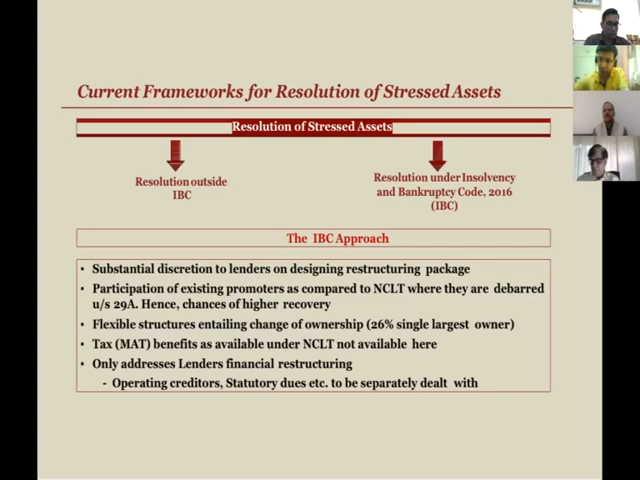 Current Frameworks for Resolution of Stressed Assets
Resolution of Stressed Assets
Resolution outside
IBC
Resolution under Insolvency
and Bankruptcy Code, 2016
(IBC)
The IBC Approach
• Substantial discretion to lenders on designing restructuring package
• Participation of existing promoters as compared to NCLT where they are debarred
u/s 29A. Hence, chances of higher recovery
• Flexible structures entailing change of ownership (26% single largest owner)
• Tax (MAT) benefits as available under NCLT not available here
• Only addresses Lenders financial restructuring
- Operating creditors, Statutory dues etc. to be separately dealt with